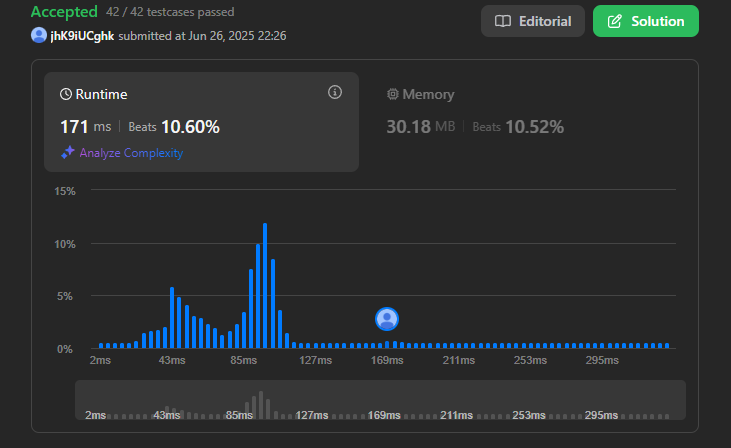 Accepted 42 / 42 testcases passed
jhK9iUCghk submitted at Jun 26, 2025 22:26
Editorial
Solution
Runtime
171 ms | Beats 10.60%
Analyze Complexity
Memory
30.18 MB | Beats 10.52%
15%
10%
5%
0%
2ms 43ms 85ms 127ms 169ms 211ms 253ms 295ms
2ms 43ms 85ms 127ms 169ms 211ms 253ms 295ms